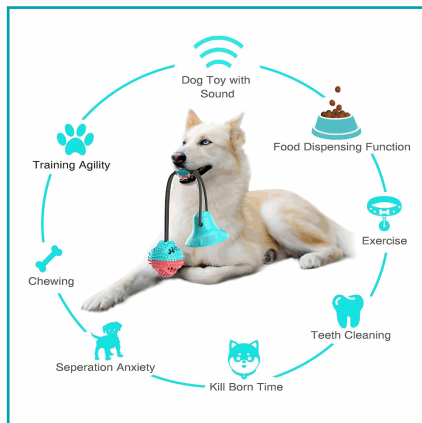 Dog Toy with
Sound
Food Dispensing Function
Training Agility
Exercise
Chewing
Teeth Cleaning
Seperation Anxiety
Kill Born Time